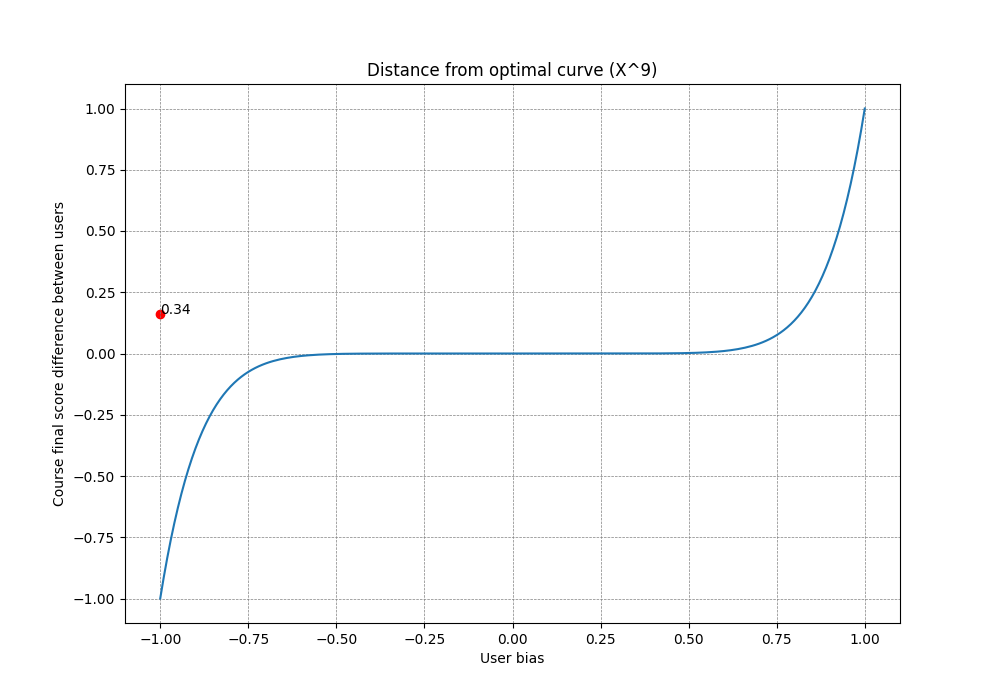 Distance from optimal curve (X^9)
Course final score difference between users
1.00
0.75
0.50
0.25
0.00
−0.25
−0.50
−0.75
−1.00
0.34
−1.00 −0.75 −0.50 −0.25 0.00 0.25 0.50 0.75 1.00
User bias